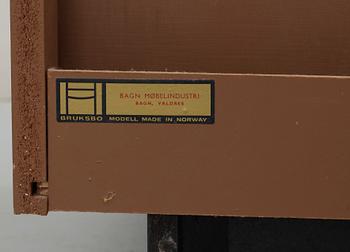 BAGN MØBELINDUSTRI
BAGN, VALDRES
BRUKSBO MODELL MADE IN NORWAY